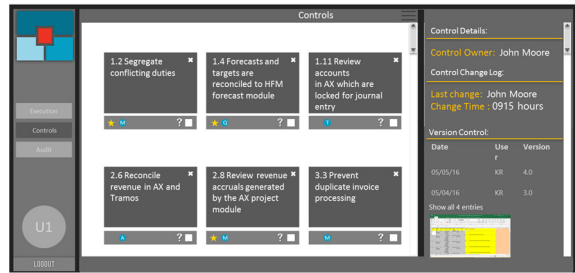 Controls
Execution
Controls
Audit
U1
LOGOUT
1.2 Segregate
conflicting duties
M
?
1.4 Forecasts and
targets are
reconciled to HFM
forecast module
Q
?
1.11 Review
accounts
in AX which are
locked for journal
entry
T
?
2.6 Reconcile
revenue in AX and
Tramos
A
?
2.8 Review revenue
accruals generated
by the AX project
module
M
?
3.3 Prevent
duplicate invoice
processing
M
?
Control Details:
Control Owner: John Moore
Control Change Log:
Last change: John Moore
Change Time : 0915 hours
Version Control:
Date Use Version
r
05/05/16 KR 4.0
05/04/16 KR 3.0
Show all 4 entries